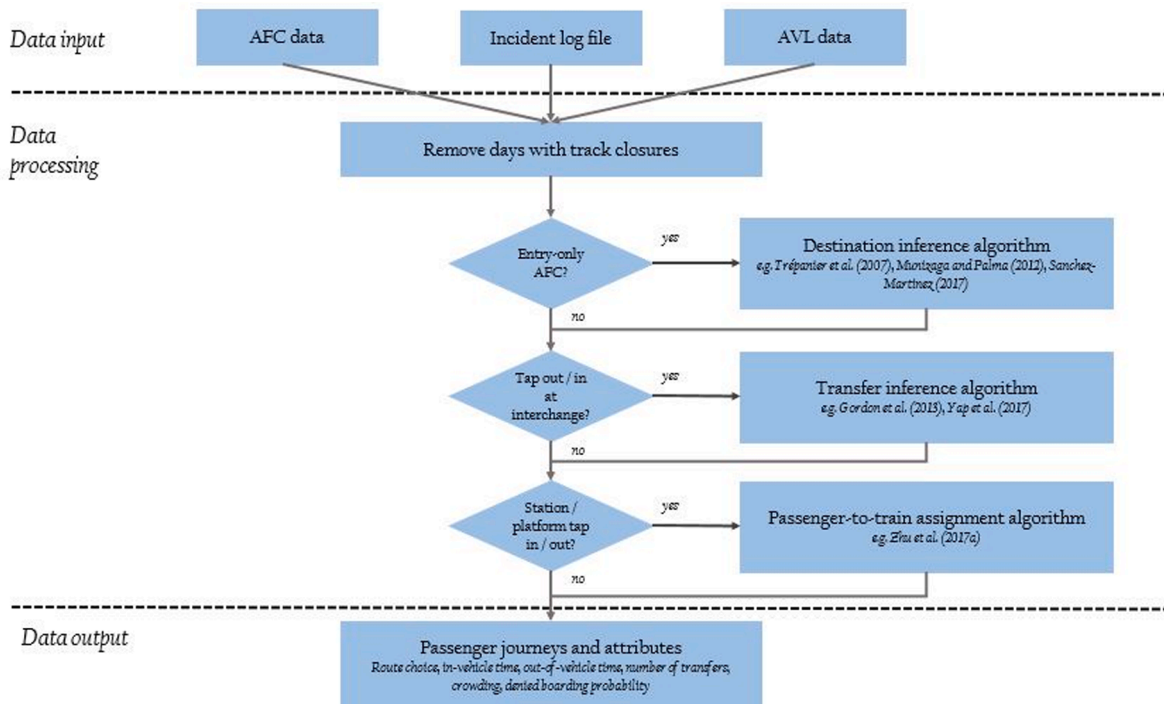 Data input
AFC data
Incident log file
AVL data
Data
processing
Remove days with track closures
Entry-only
AFC?
yes
Destination inference algorithm
e.g. Trépanier et al. (2007), Munizaga and Palma (2012), Sanchez-
Martinez (2017)
no
Tap out / in
at
interchange?
yes
Transfer inference algorithm
e.g. Gordon et al. (2013), Yap et al. (2017)
no
Station /
platform tap
in / out?
yes
Passenger-to-train assignment algorithm
e.g. Zhu et al. (2017a)
no
Data output
Passenger journeys and attributes
Route choice, in-vehicle time, out-of-vehicle time, number of transfers,
crowding, denied boarding probability